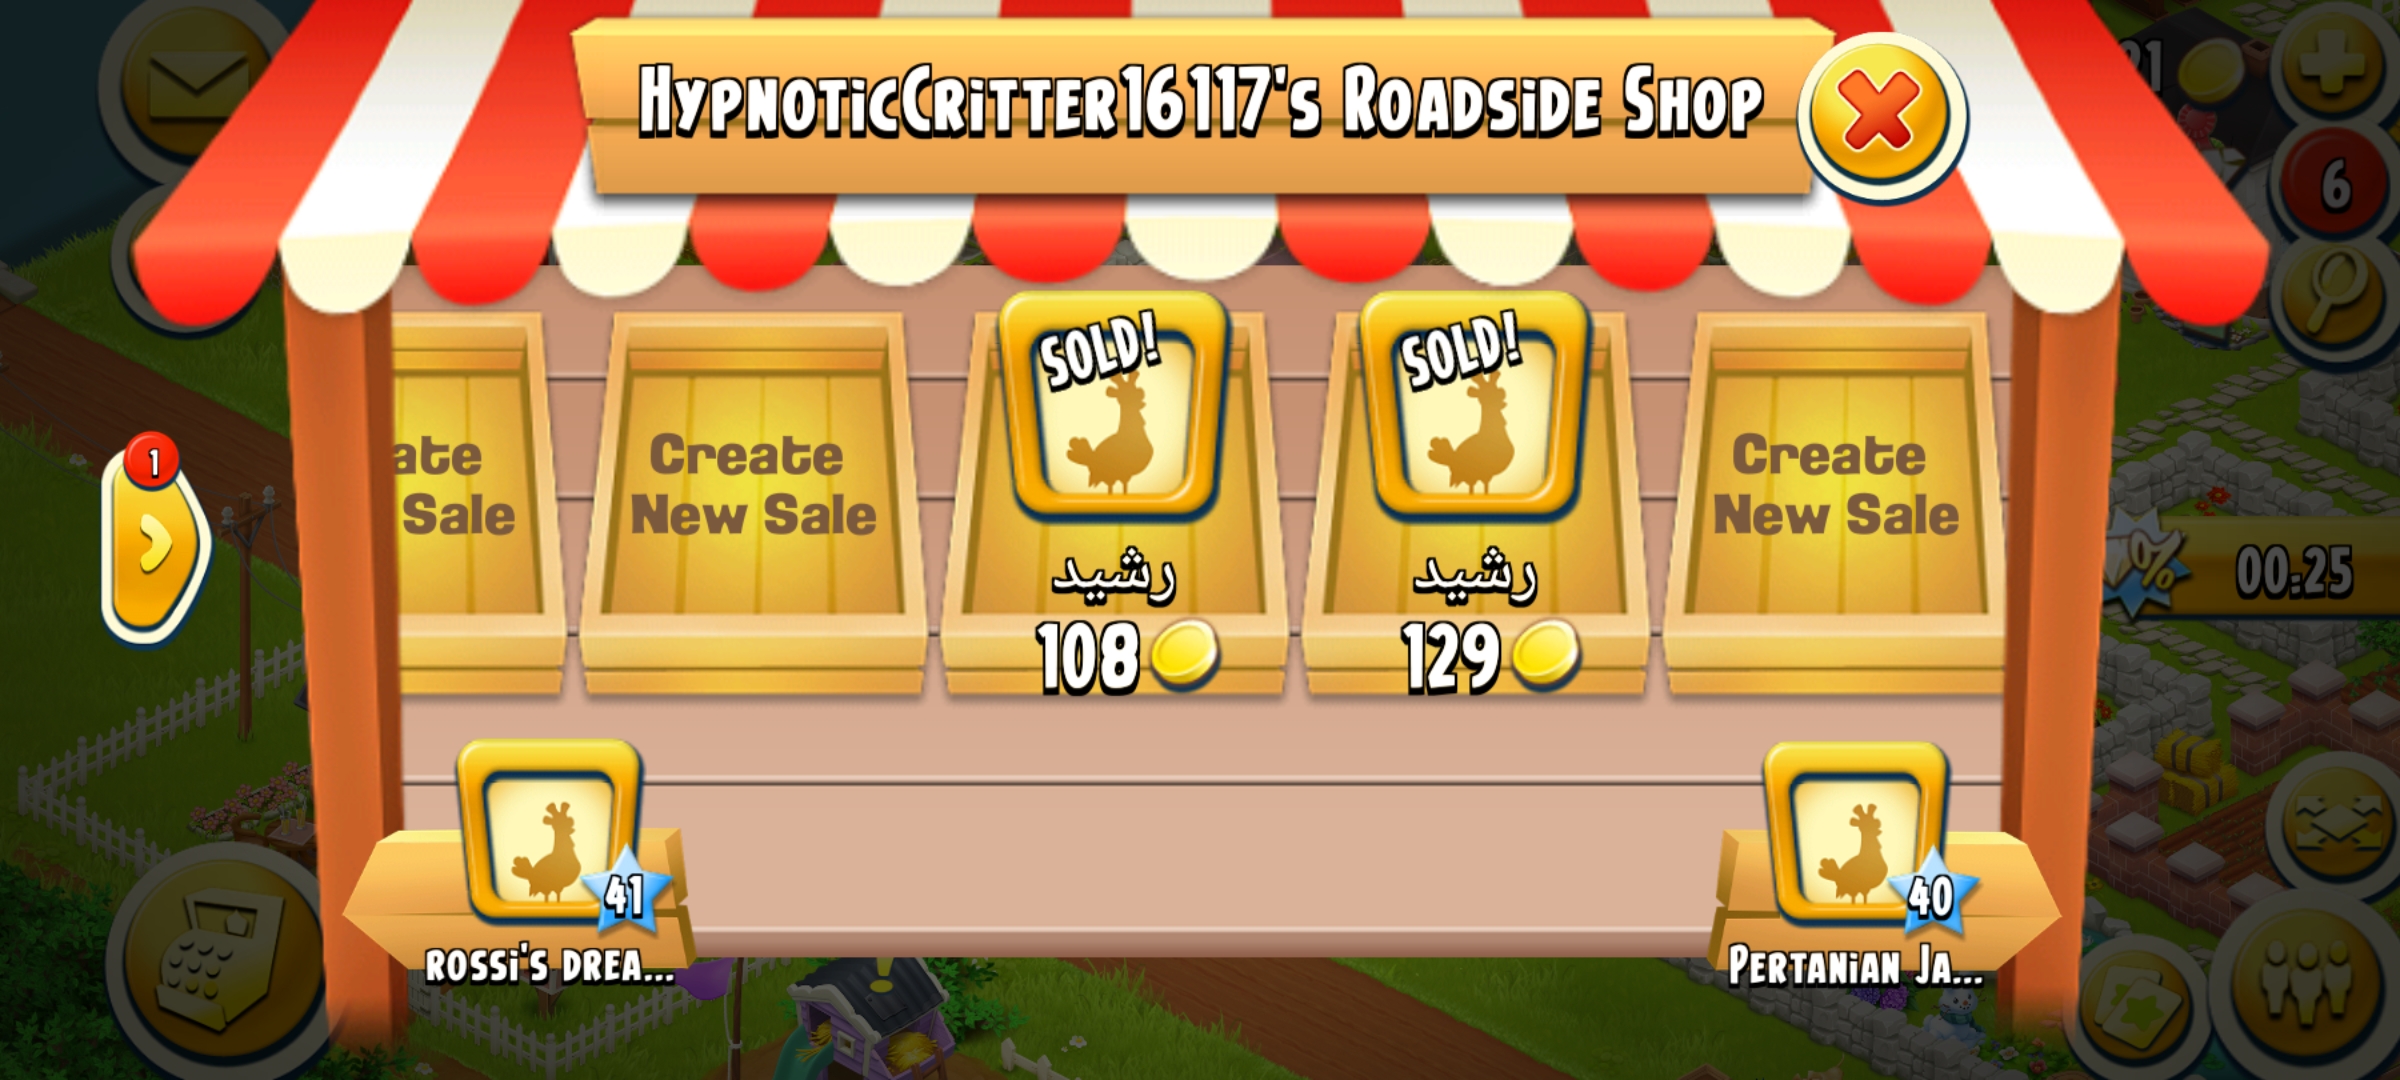 HypnoticCritter16117's Roadside Shop
91
6
1
ate
Sale
Create
New Sale
SOLD!
رشيد
108
SOLD!
رشيد
129
Create
New Sale
00:25
41
ROSSi'S DREA...
40
Pertanian Ja...